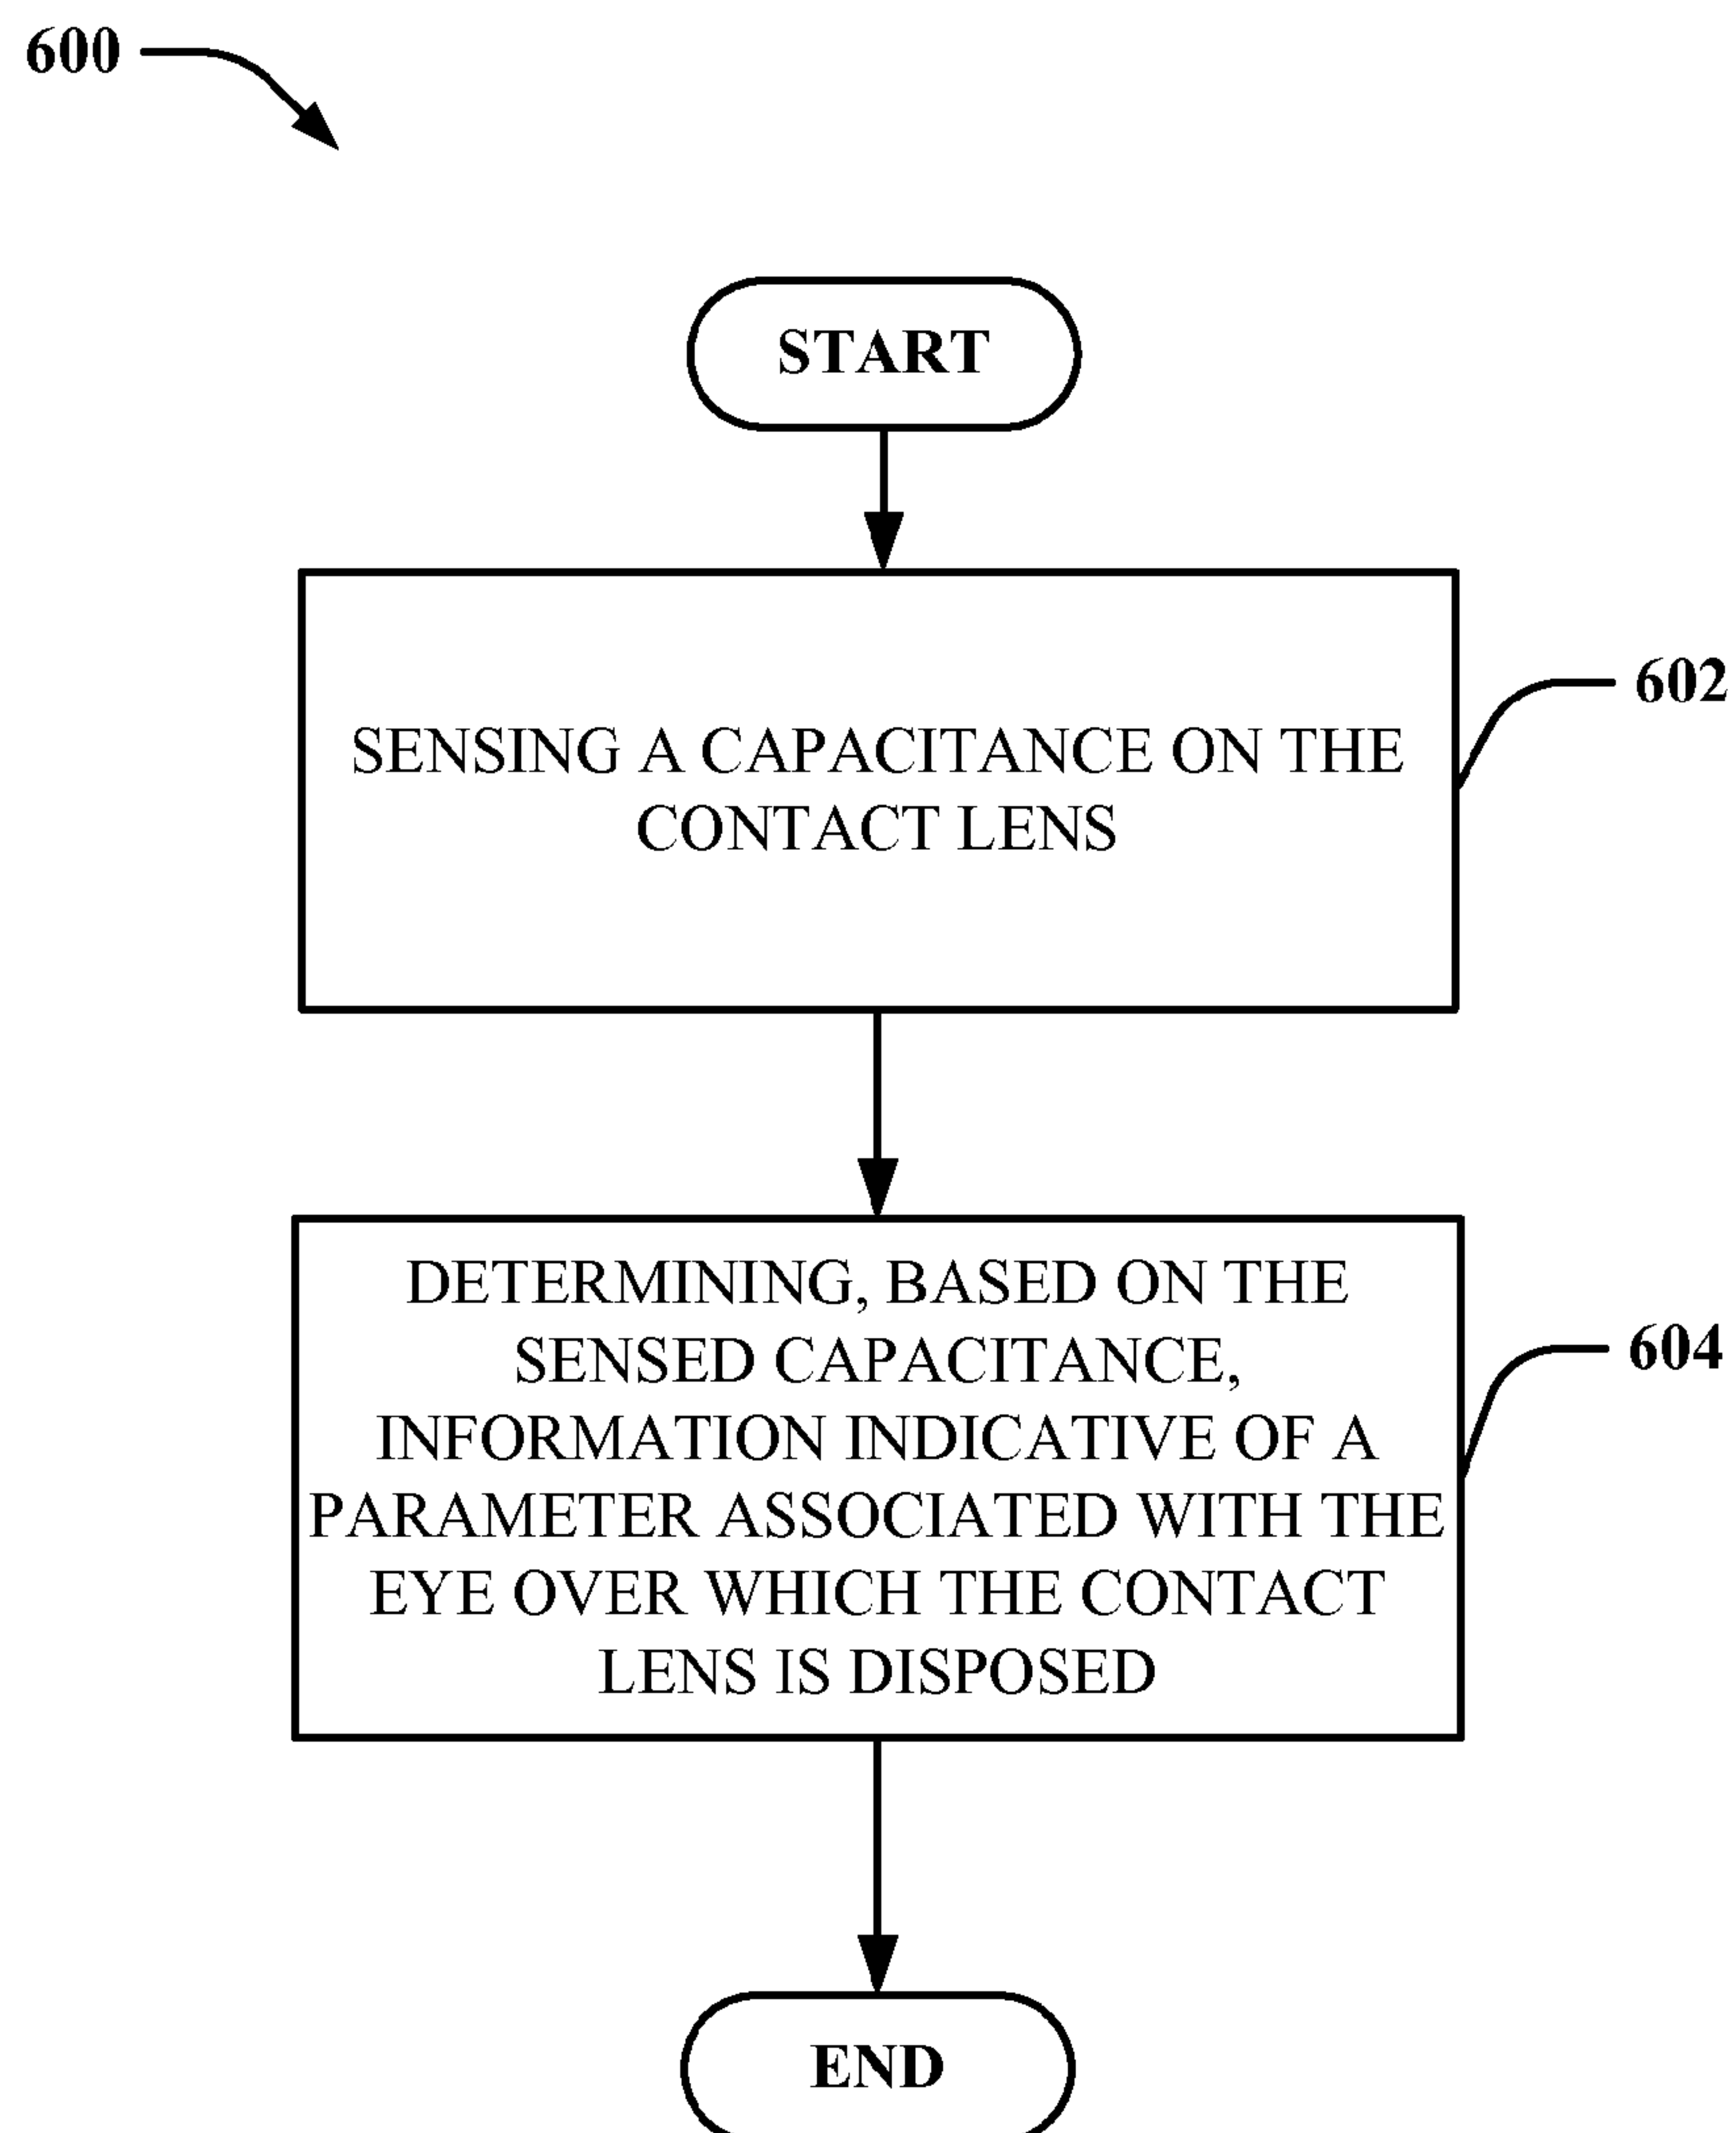 600
START
SENSING A CAPACITANCE ON THE
CONTACT LENS
602
DETERMINING, BASED ON THE
SENSED CAPACITANCE,
INFORMATION INDICATIVE OF A
PARAMETER ASSOCIATED WITH THE
EYE OVER WHICH THE CONTACT
LENS IS DISPOSED
604
END